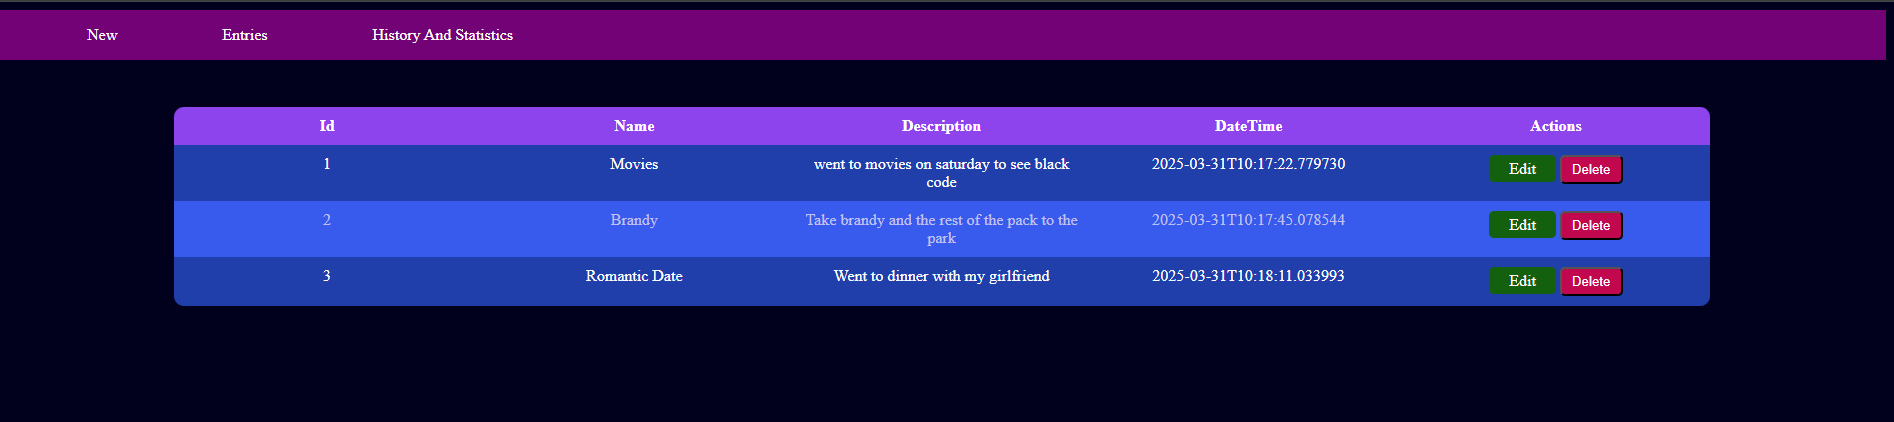 New Entries History And Statistics
Id Name Description DateTime Actions
1 Movies went to movies on saturday to see black 2025-03-31T10:17:22.779730 Edit Delete
code
2 Brandy Take brandy and the rest of the pack to the 2025-03-31T10:17:45.078544 Edit Delete
park
3 Romantic Date Went to dinner with my girlfriend 2025-03-31T10:18:11.033993 Edit Delete